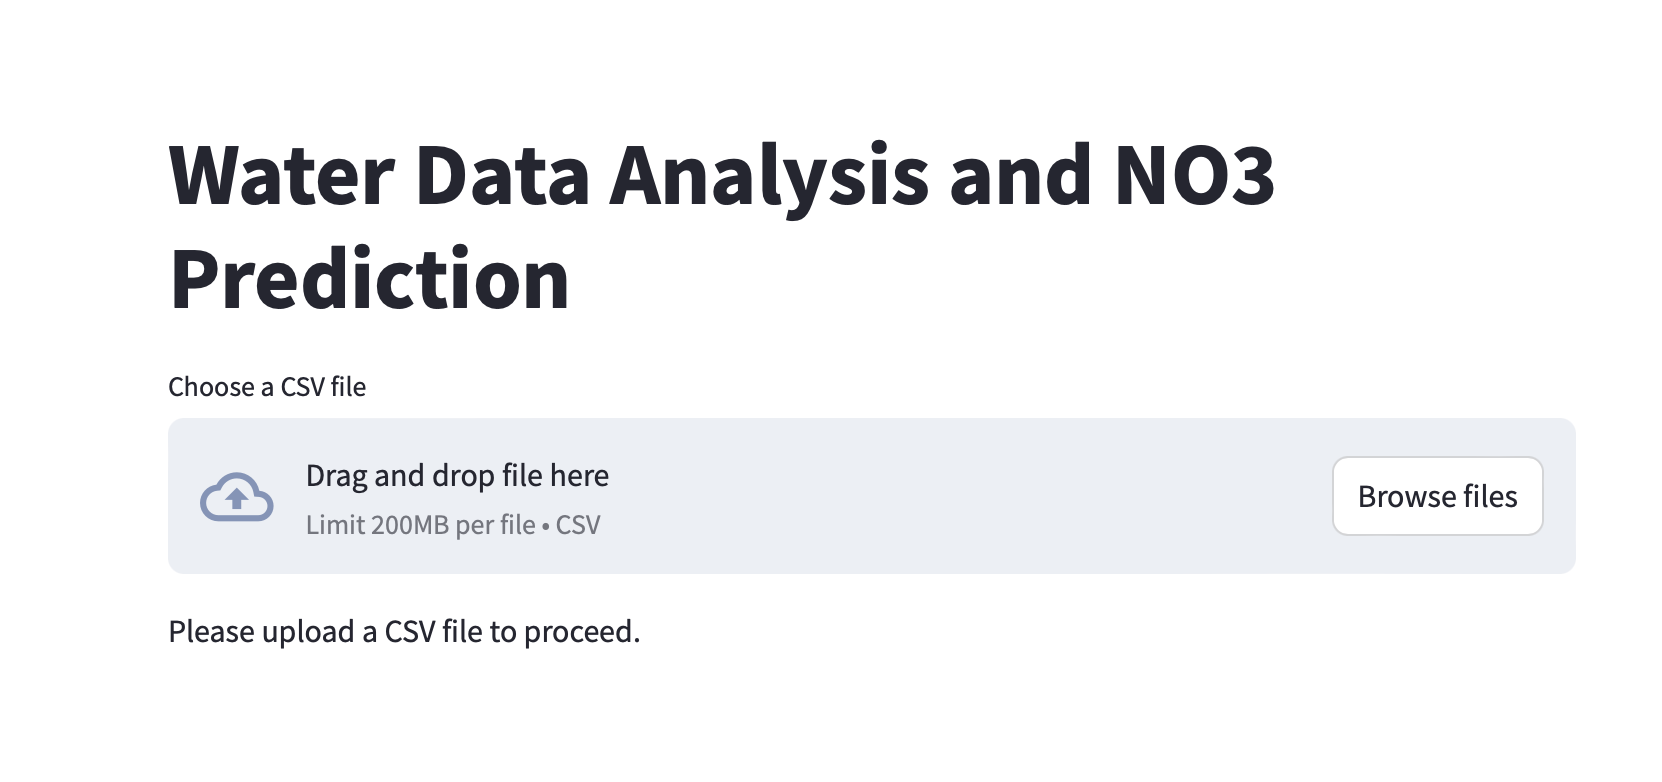 Water Data Analysis and NO3
Prediction
Choose a CSV file
Drag and drop file here
Limit 200MB per file • CSV
Browse files
Please upload a CSV file to proceed.